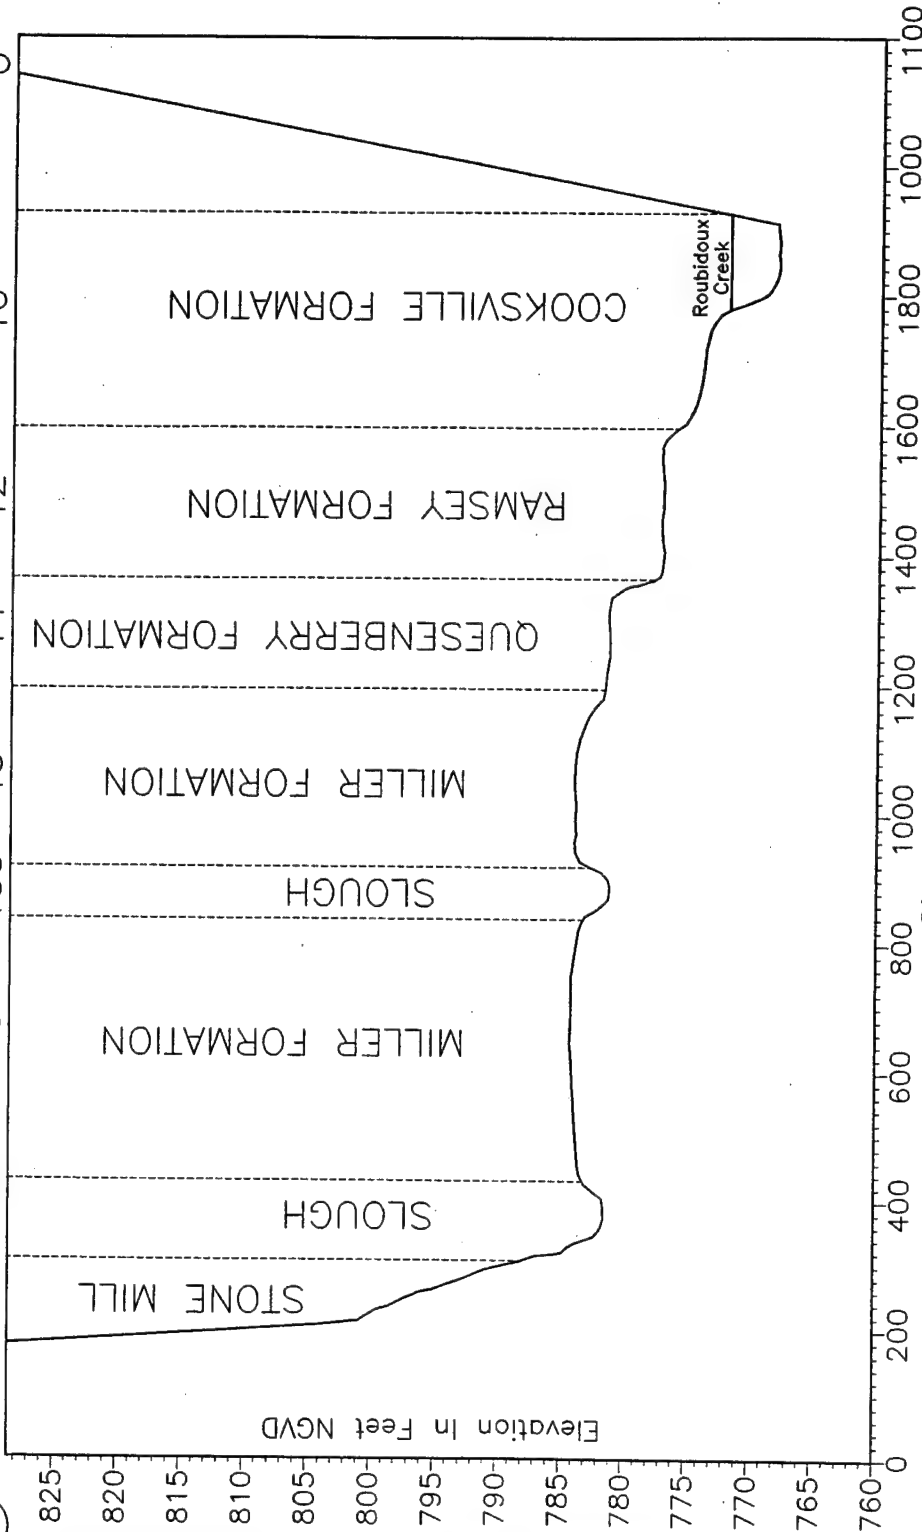 STONE MILL
SLOUGH
MILLER FORMATION
SLOUGH
MILLER FORMATION
QUESENBERRY FORMATION
RAMSEY FORMATION
COOKSVILLE FORMATION
Roubidoux
Creek
Elevation In Feet NGVD
825
820
815
810
805
800
795
790
785
780
775
770
765
760
0
200
400
600
800
1000
1200
1400
1600
1800
1000
1100